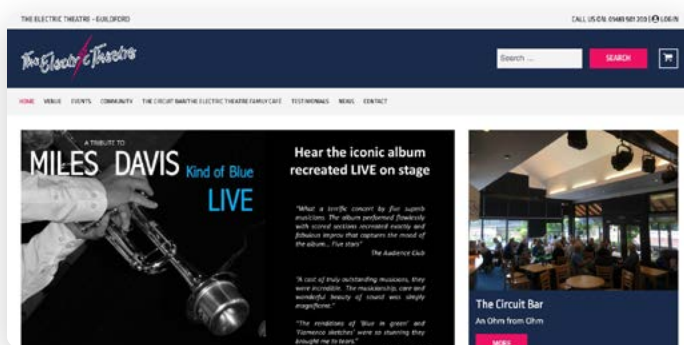 THE ELECTRIC THEATRE - GUILDFORD
CALL US ON: 01483 501 200 | LOG IN
The Electric Theatre
Search ...
SEARCH
HOME VENUE EVENTS COMMUNITY THE CIRCUIT BAR/THE ELECTRIC THEATRE FAMILY CAFÉ TESTIMONIALS NEWS CONTACT
A TRIBUTE TO
MILES DAVIS Kind of Blue
LIVE
Hear the iconic album
recreated LIVE on stage
"What a terrific concert by five superb
musicians. The album performed flawlessly
with scored sections recreated exactly and
fabulous improv that captures the mood of
the album... Five stars"
The Audience Club
"A cast of truly outstanding musicians, they
were incredible. The musicianship, care and
wonderful beauty of sound was simply
magnificent."
"The renditions of 'Blue in green' and
'Flamenco sketches' were so stunning they
brought me to tears."
The Circuit Bar
An Ohm from Ohm
MORE